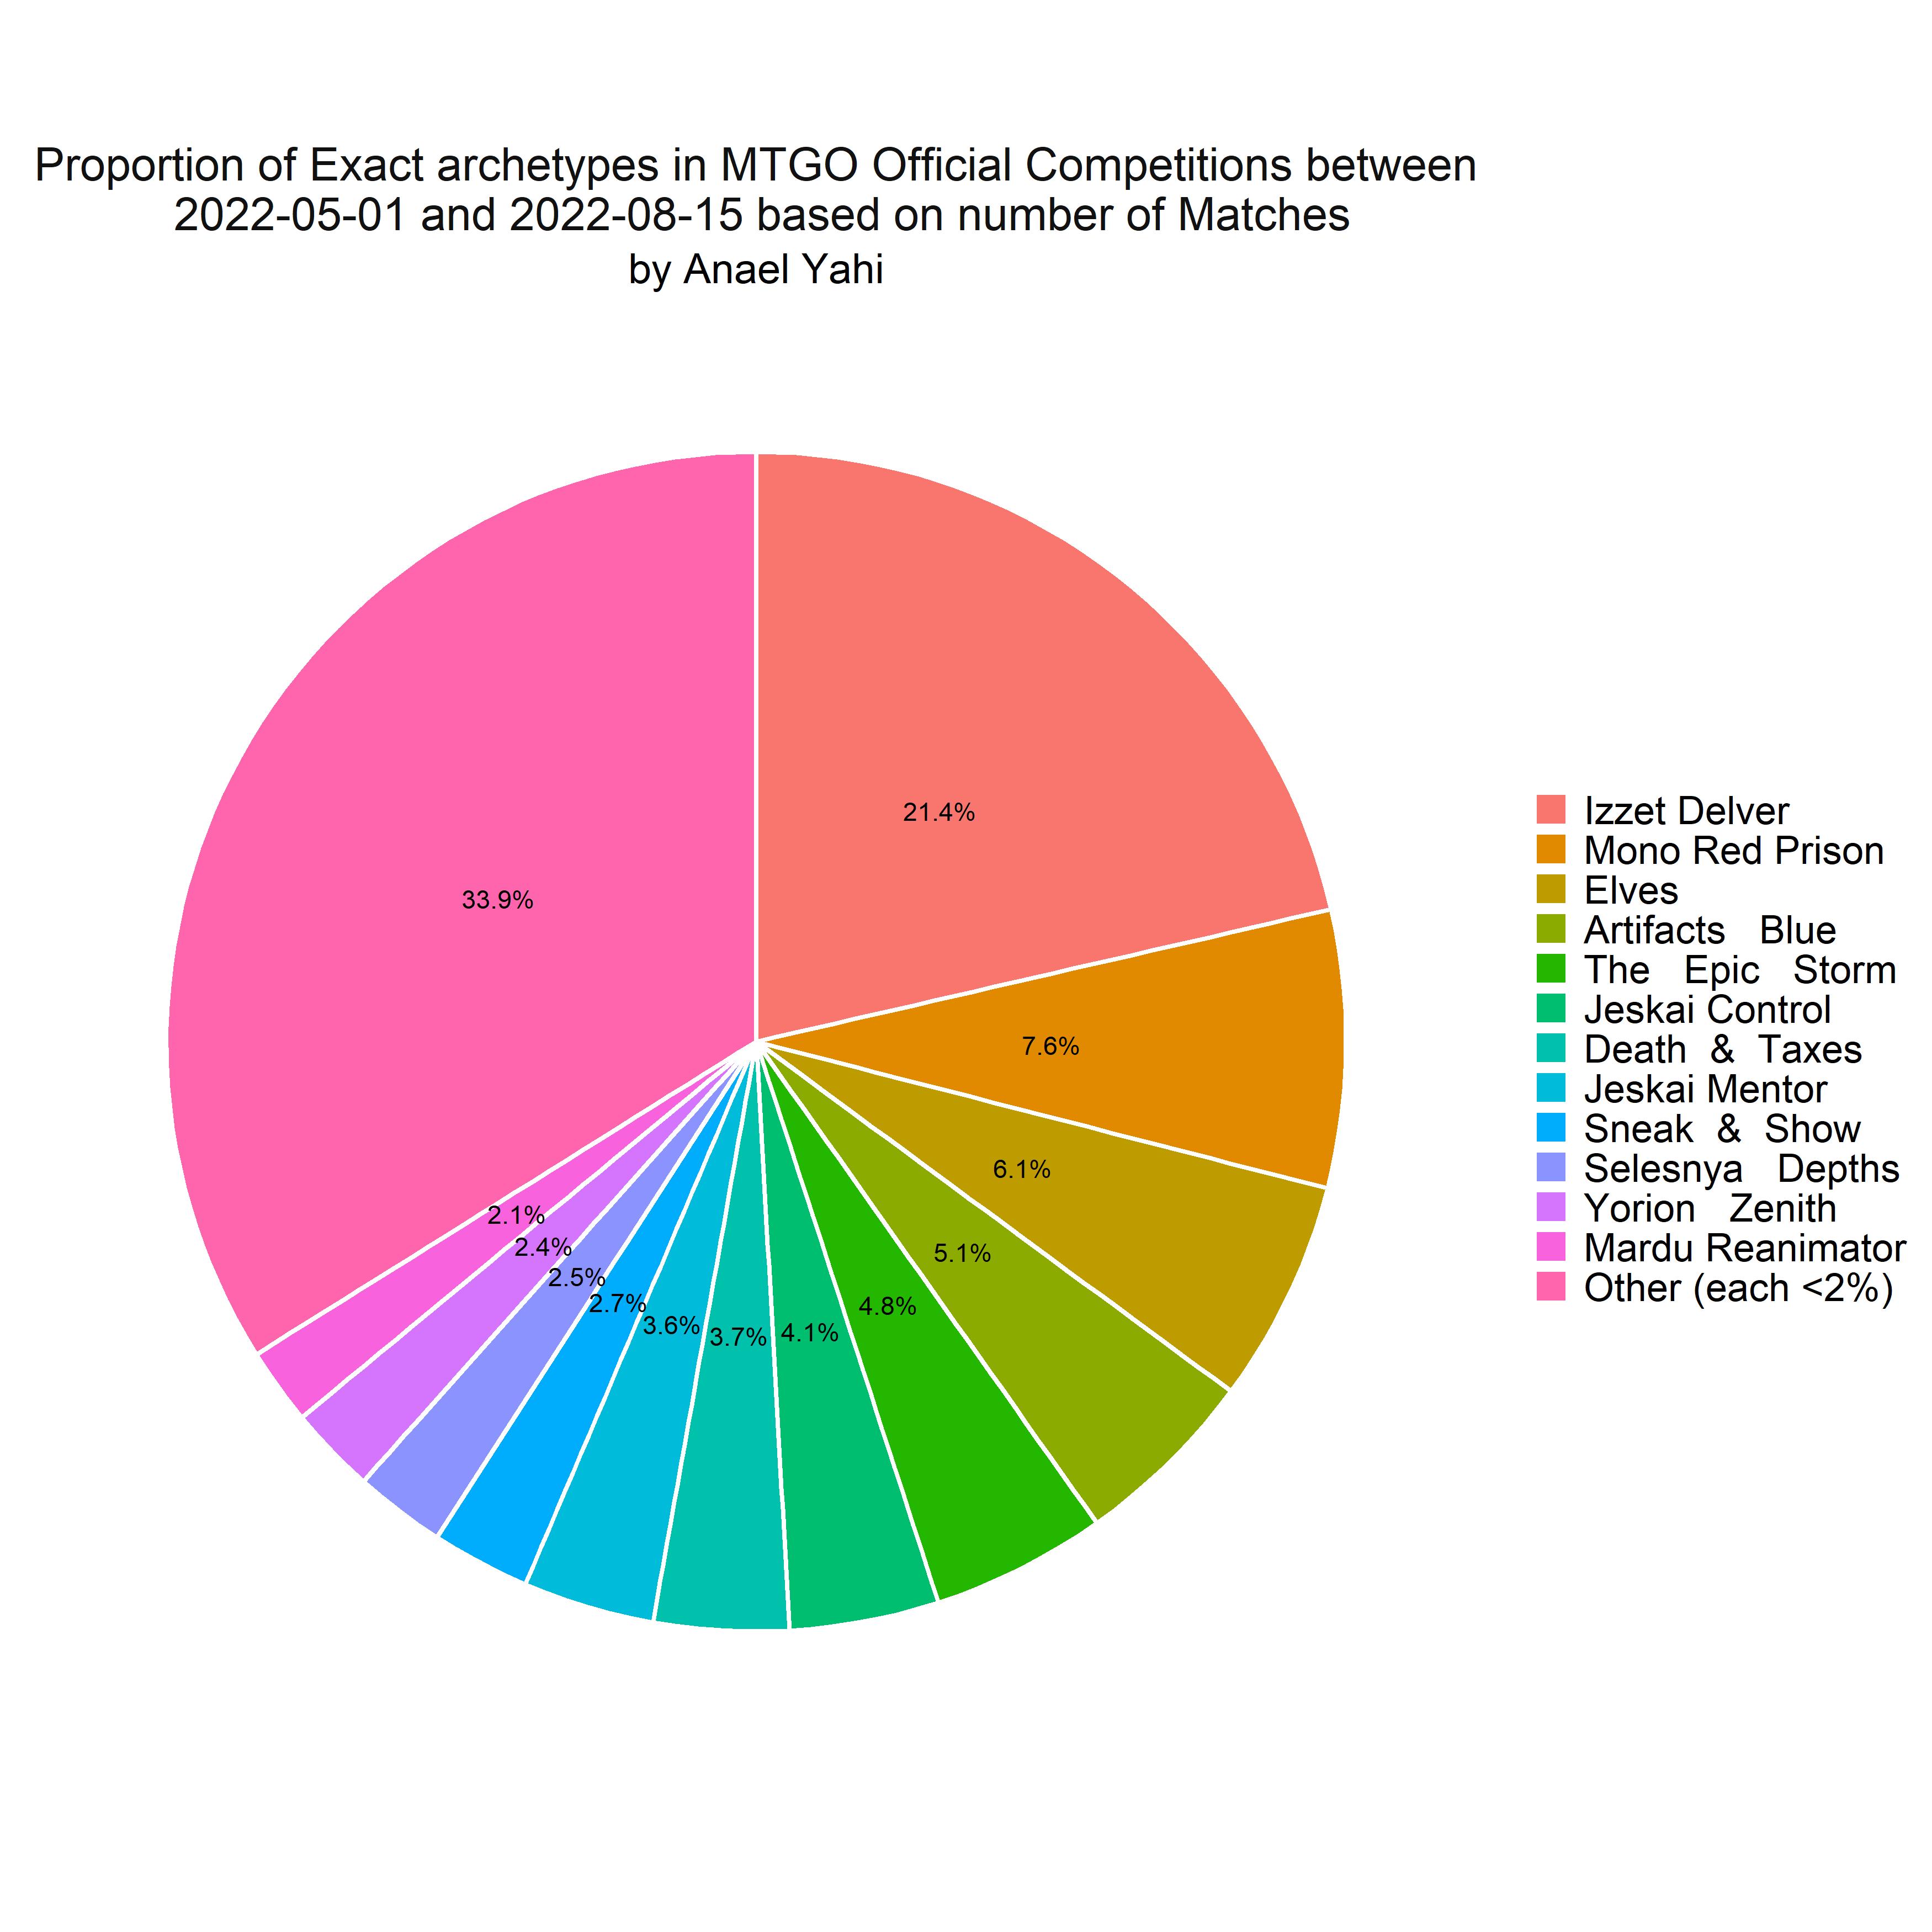 Proportion of Exact archetypes in MTGO Official Competitions between
2022-05-01 and 2022-08-15 based on number of Matches
by Anael Yahi
21.4%
33.9%
7.6%
6.1%
5.1%
4.8%
4.1%
3.7%
3.6%
2.7%
2.5%
2.4%
2.1%
Izzet Delver
Mono Red Prison
Elves
Artifacts Blue
The Epic Storm
Jeskai Control
Death & Taxes
Jeskai Mentor
Sneak & Show
Selesnya Depths
Yorion Zenith
Mardu Reanimator
Other (each <2%)